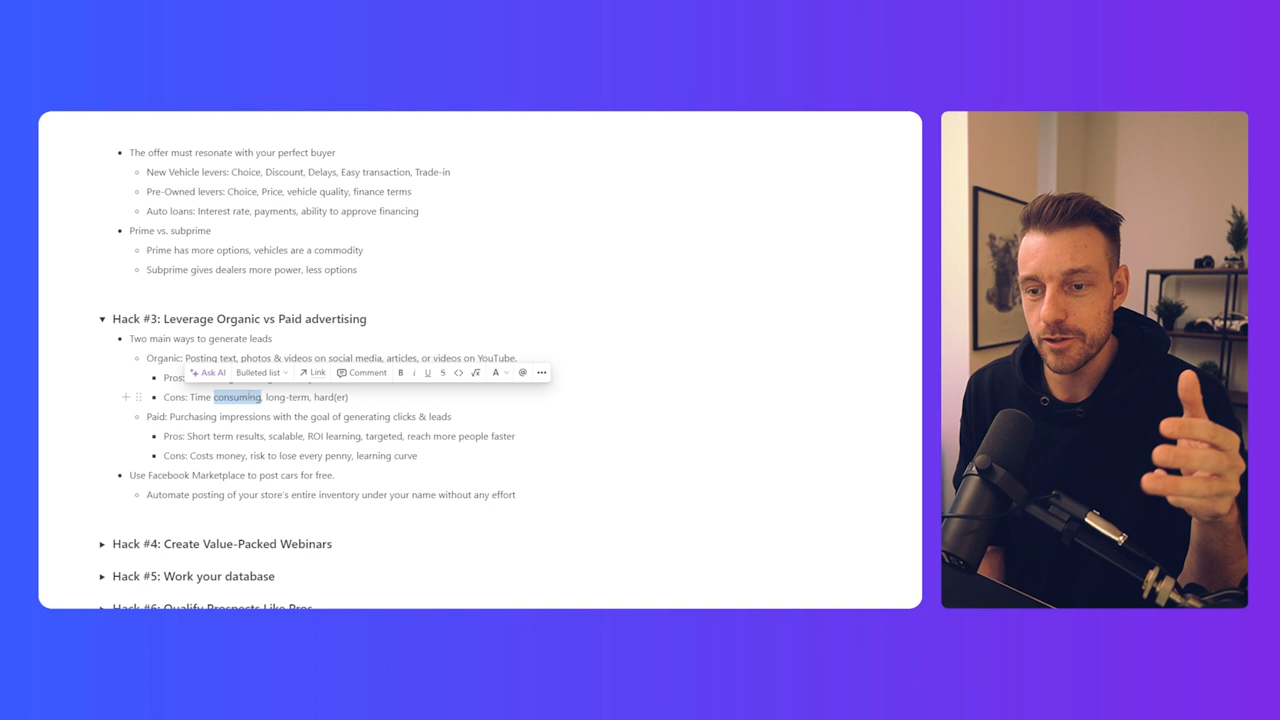 The offer must resonate with your perfect buyer
New Vehicle levers: Choice, Discount, Delays, Easy transaction, Trade-in
Pre-Owned levers: Choice, Price, vehicle quality, finance terms
Auto loans: Interest rate, payments, ability to approve financing
Prime vs. subprime
Prime has more options, vehicles are a commodity
Subprime gives dealers more power, less options
Hack #3: Leverage Organic vs Paid advertising
Two main ways to generate leads
Organic: Posting text, photos & videos on social media, articles, or videos on YouTube.
Ask AI Bulleted list Link Comment B i U S <> √x A @ •••
Pros:
Cons: Time consuming, long-term, hard(er)
Paid: Purchasing impressions with the goal of generating clicks & leads
Pros: Short term results, scalable, ROI learning, targeted, reach more people faster
Cons: Costs money, risk to lose every penny, learning curve
Use Facebook Marketplace to post cars for free.
Automate posting of your store's entire inventory under your name without any effort
Hack #4: Create Value-Packed Webinars
Hack #5: Work your database
Hack #6: Qualify Prospects Like Pros